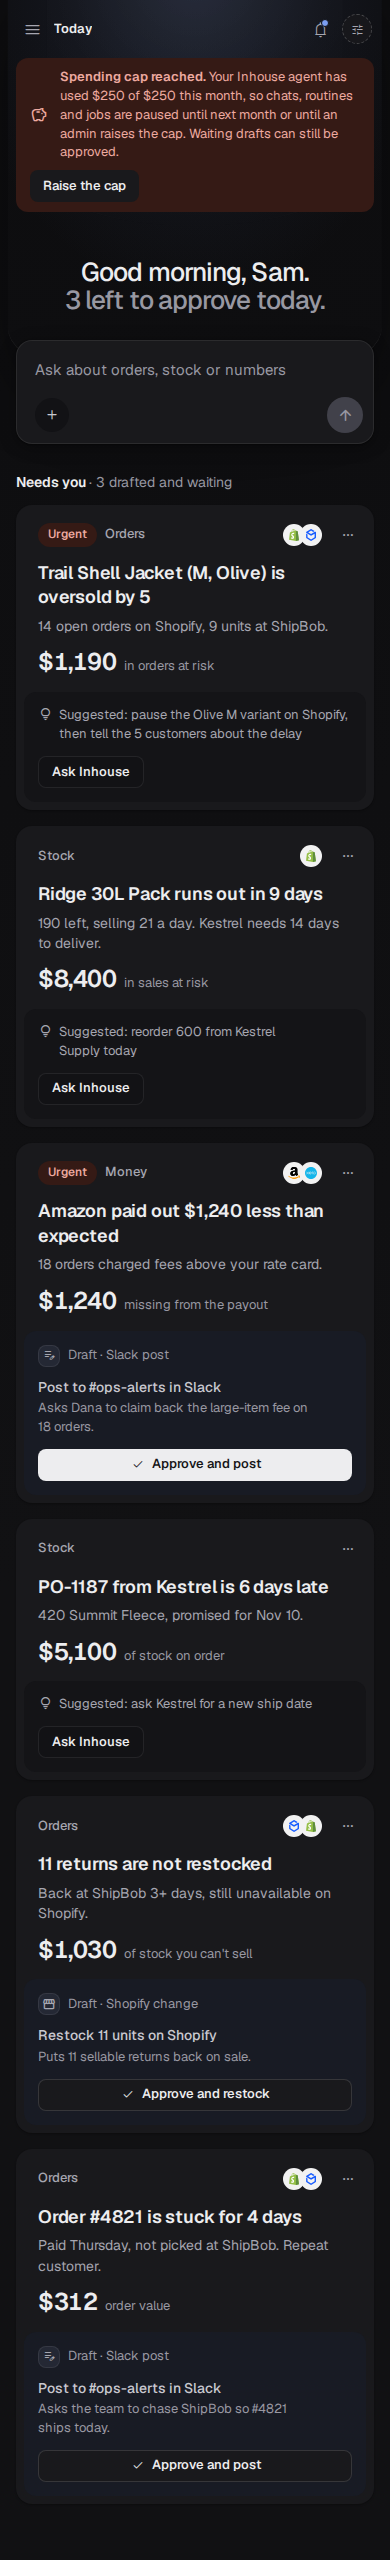 Today
Spending cap reached. Your Inhouse agent has
used $250 of $250 this month, so chats, routines
and jobs are paused until next month or until an
admin raises the cap. Waiting drafts can still be
approved.
Raise the cap
Good morning, Sam.
3 left to approve today.
Ask about orders, stock or numbers
Needs you · 3 drafted and waiting
Urgent Orders
Trail Shell Jacket (M, Olive) is
oversold by 5
14 open orders on Shopify, 9 units at ShipBob.
$1,190 in orders at risk
Suggested: pause the Olive M variant on Shopify,
then tell the 5 customers about the delay
Ask Inhouse
Stock
Ridge 30L Pack runs out in 9 days
190 left, selling 21 a day. Kestrel needs 14 days
to deliver.
$8,400 in sales at risk
Suggested: reorder 600 from Kestrel
Supply today
Ask Inhouse
Urgent Money
Amazon paid out $1,240 less than
expected
18 orders charged fees above your rate card.
$1,240 missing from the payout
Draft · Slack post
Post to #ops-alerts in Slack
Asks Dana to claim back the large-item fee on
18 orders.
Approve and post
Stock
PO-1187 from Kestrel is 6 days late
420 Summit Fleece, promised for Nov 10.
$5,100 of stock on order
Suggested: ask Kestrel for a new ship date
Ask Inhouse
Orders
11 returns are not restocked
Back at ShipBob 3+ days, still unavailable on
Shopify.
$1,030 of stock you can't sell
Draft · Shopify change
Restock 11 units on Shopify
Puts 11 sellable returns back on sale.
Approve and restock
Orders
Order #4821 is stuck for 4 days
Paid Thursday, not picked at ShipBob. Repeat
customer.
$312 order value
Draft · Slack post
Post to #ops-alerts in Slack
Asks the team to chase ShipBob so #4821
ships today.
Approve and post